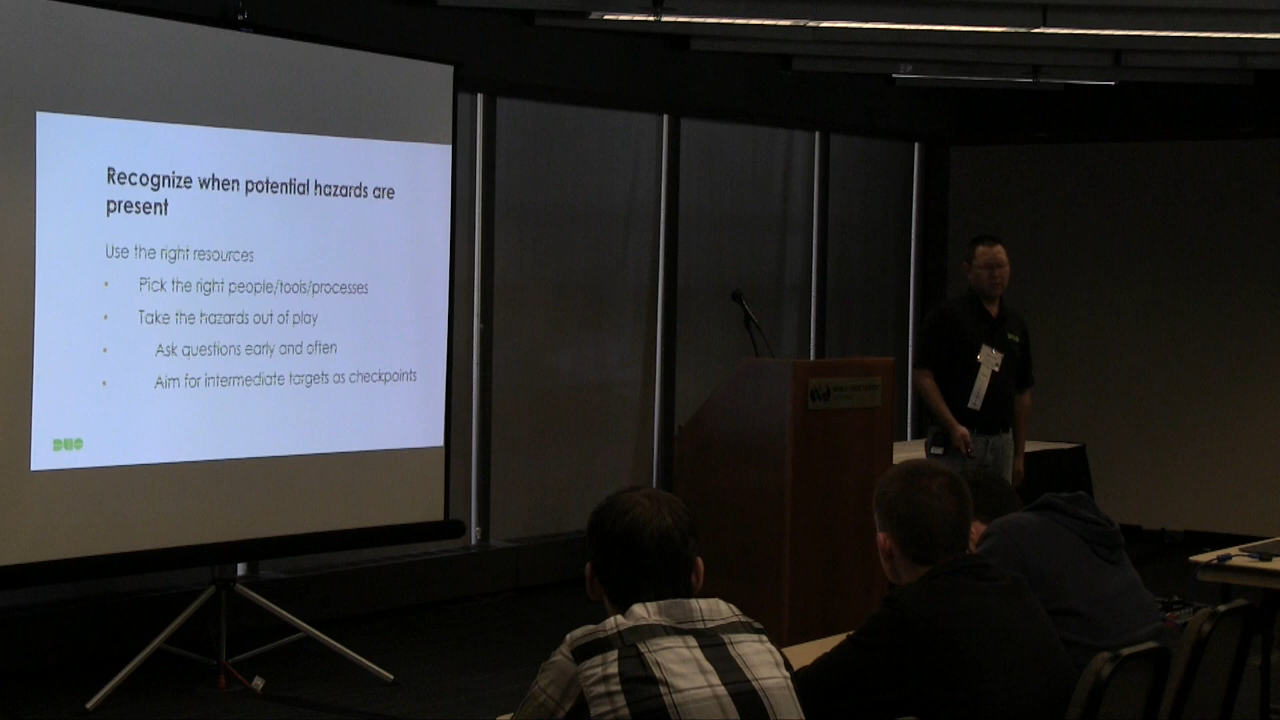 Recognize when potential hazards are
present
Use the right resources
Pick the right people/tools/processes
Take the hazards out of play
Ask questions early and often
Aim for intermediate targets as checkpoints
DUO